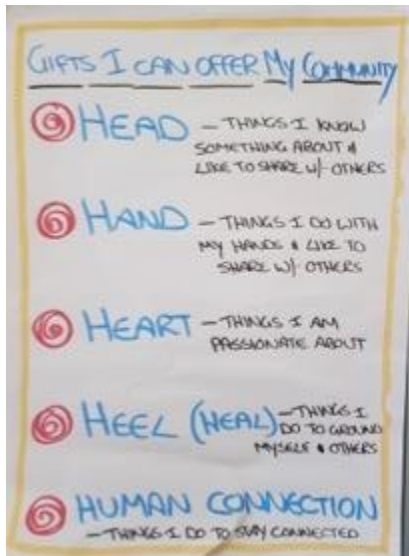 GIFTS I CAN OFFER MY COMMUNITY
HEAD - THINGS I KNOW
SOMETHING ABOUT &
LIKE TO SHARE W/ OTHERS
HAND - THINGS I DO WITH
MY HANDS & LIKE TO
SHARE W/ OTHERS
HEART - THINGS I AM
PASSIONATE ABOUT
HEEL (HEAL) - THINGS I
DO TO GROUND
MYSELF & OTHERS
HUMAN CONNECTION
- THINGS I DO TO STAY CONNECTED